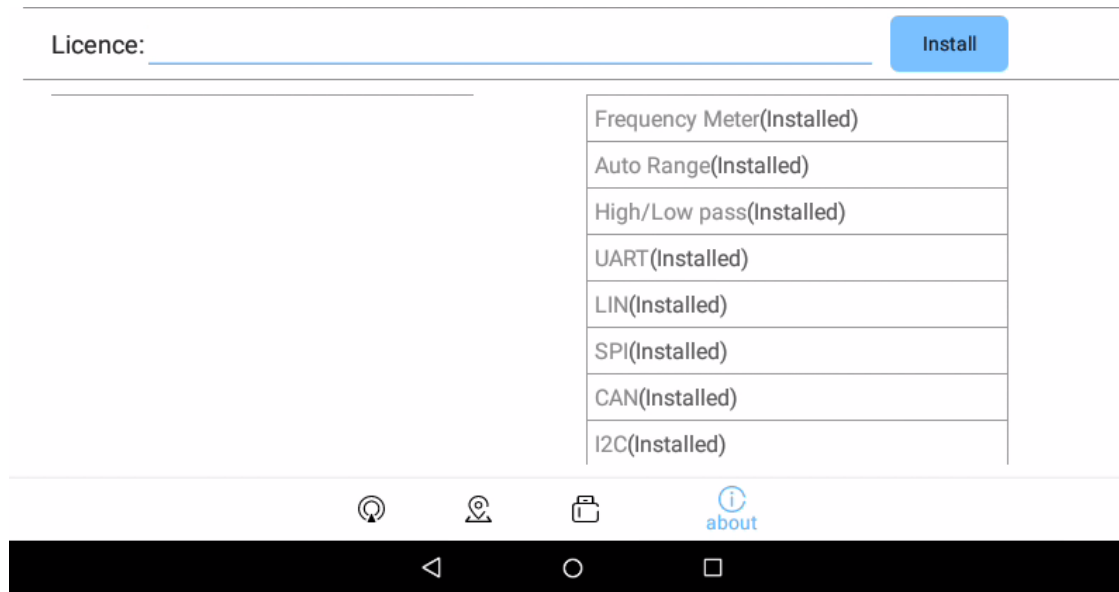 Licence:
Install
Frequency Meter(Installed)
Auto Range(Installed)
High/Low pass(Installed)
UART(Installed)
LIN(Installed)
SPI(Installed)
CAN(Installed)
I2C(Installed)
about